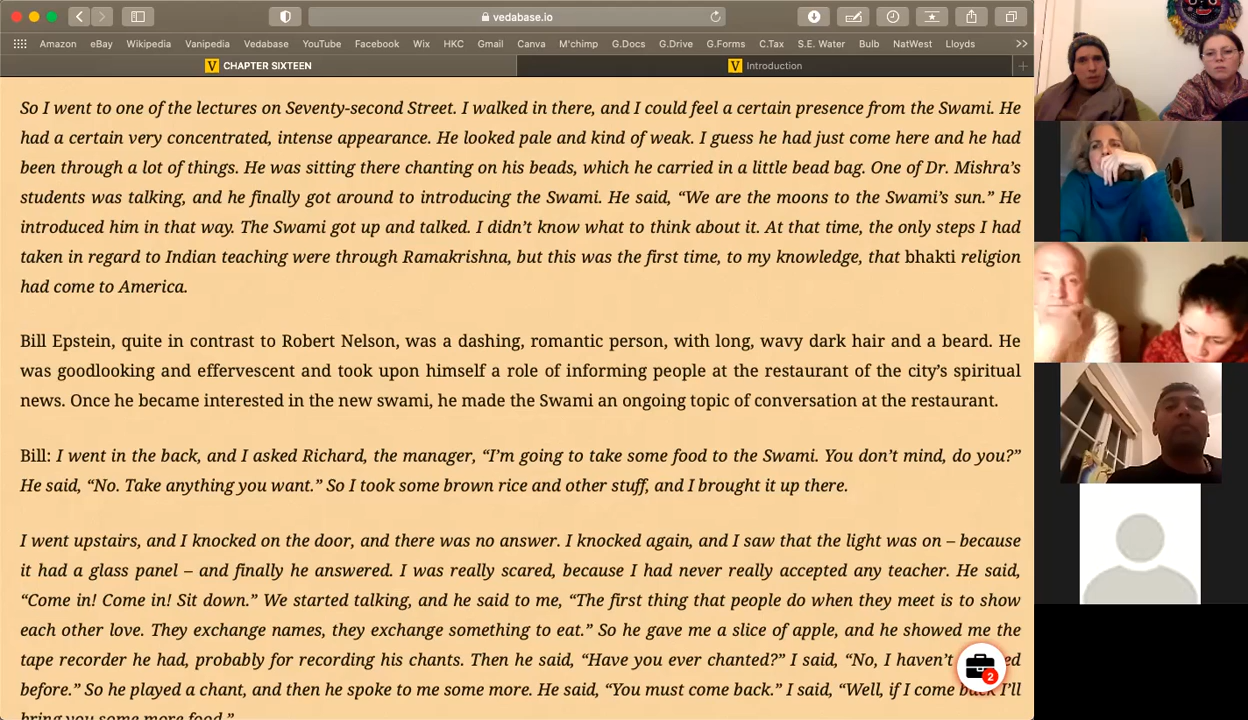 vedabase.io
Amazon eBay Wikipedia Vanipedia Vedabase YouTube Facebook Wix HKC Gmail Canva M'chimp G.Docs G.Drive G.Forms C.Tax S.E. Water Bulb NatWest Lloyds >>
V CHAPTER SIXTEEN V Introduction +
So I went to one of the lectures on Seventy-second Street. I walked in there, and I could feel a certain presence from the Swami. He
had a certain very concentrated, intense appearance. He looked pale and kind of weak. I guess he had just come here and he had
been through a lot of things. He was sitting there chanting on his beads, which he carried in a little bead bag. One of Dr. Mishra’s
students was talking, and he finally got around to introducing the Swami. He said, “We are the moons to the Swami’s sun.” He
introduced him in that way. The Swami got up and talked. I didn’t know what to think about it. At that time, the only steps I had
taken in regard to Indian teaching were through Ramakrishna, but this was the first time, to my knowledge, that bhakti religion
had come to America.
Bill Epstein, quite in contrast to Robert Nelson, was a dashing, romantic person, with long, wavy dark hair and a beard. He
was goodlooking and effervescent and took upon himself a role of informing people at the restaurant of the city’s spiritual
news. Once he became interested in the new swami, he made the Swami an ongoing topic of conversation at the restaurant.
Bill: I went in the back, and I asked Richard, the manager, “I’m going to take some food to the Swami. You don’t mind, do you?”
He said, “No. Take anything you want.” So I took some brown rice and other stuff, and I brought it up there.
I went upstairs, and I knocked on the door, and there was no answer. I knocked again, and I saw that the light was on – because
it had a glass panel – and finally he answered. I was really scared, because I had never really accepted any teacher. He said,
“Come in! Come in! Sit down.” We started talking, and he said to me, “The first thing that people do when they meet is to show
each other love. They exchange names, they exchange something to eat.” So he gave me a slice of apple, and he showed me the
tape recorder he had, probably for recording his chants. Then he said, “Have you ever chanted?” I said, “No, I haven’t
before.” So he played a chant, and then he spoke to me some more. He said, “You must come back.” I said, “Well, if I come back I’ll
bring you some more food.”
2